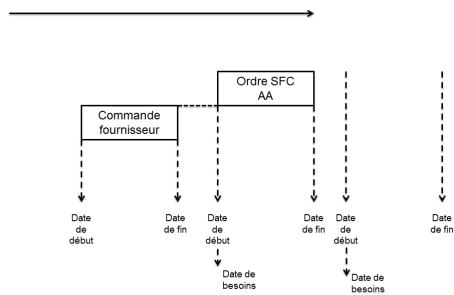 Ordre SFC
AA
Commande
fournisseur
Date
de
début
Date
de fin
Date
de
début
Date
de fin
Date
de
début
Date
de fin
Date de
besoins
Date de
besoins